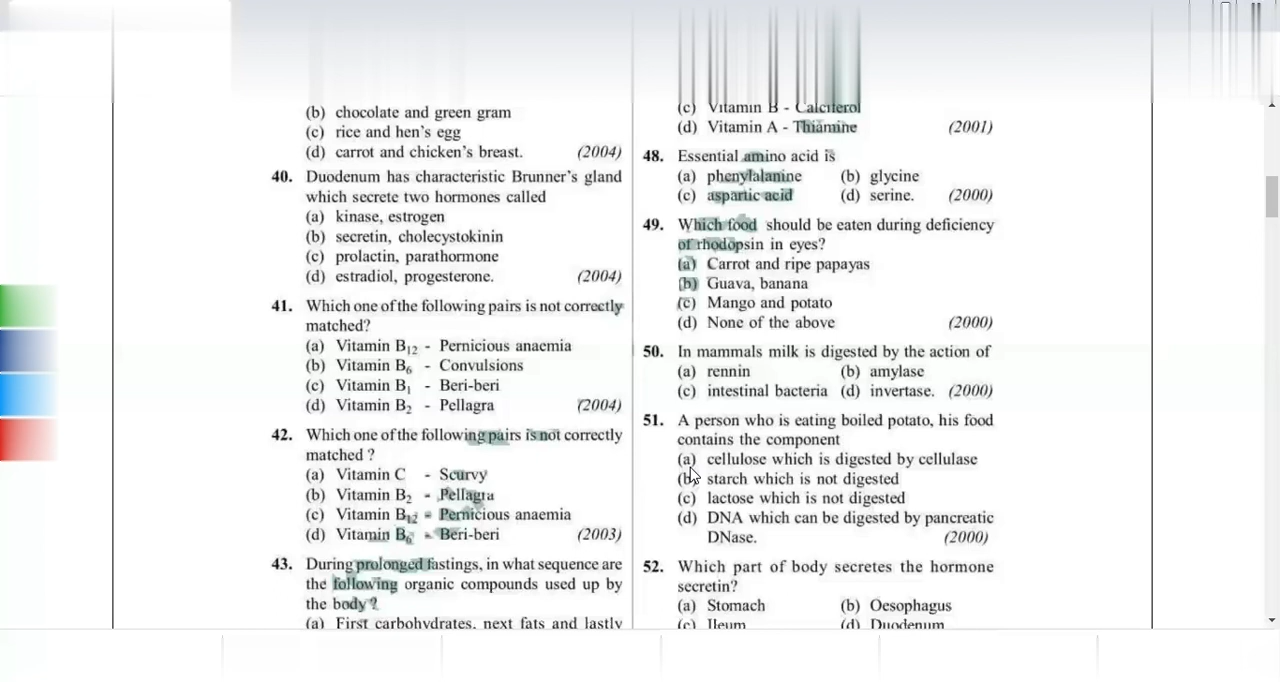 (b) chocolate and green gram
(c) rice and hen's egg
(d) carrot and chicken's breast. (2004)
40. Duodenum has characteristic Brunner's gland
which secrete two hormones called
(a) kinase, estrogen
(b) secretin, cholecystokinin
(c) prolactin, parathormone
(d) estradiol, progesterone. (2004)
41. Which one of the following pairs is not correctly
matched?
(a) Vitamin B12 - Pernicious anaemia
(b) Vitamin B6 - Convulsions
(c) Vitamin B1 - Beri-beri
(d) Vitamin B2 - Pellagra (2004)
42. Which one of the following pairs is not correctly
matched ?
(a) Vitamin C - Scurvy
(b) Vitamin B2 - Pellagra
(c) Vitamin B12 - Pernicious anaemia
(d) Vitamin B6 - Beri-beri (2003)
43. During prolonged fastings, in what sequence are
the following organic compounds used up by
the body ?
(a) First carbohydrates, next fats and lastly
(c) Vitamin B - Calciferol
(d) Vitamin A - Thiamine (2001)
48. Essential amino acid is
(a) phenylalanine (b) glycine
(c) aspartic acid (d) serine. (2000)
49. Which food should be eaten during deficiency
of rhodopsin in eyes?
(a) Carrot and ripe papayas
(b) Guava, banana
(c) Mango and potato
(d) None of the above (2000)
50. In mammals milk is digested by the action of
(a) rennin (b) amylase
(c) intestinal bacteria (d) invertase. (2000)
51. A person who is eating boiled potato, his food
contains the component
(a) cellulose which is digested by cellulase
(b) starch which is not digested
(c) lactose which is not digested
(d) DNA which can be digested by pancreatic
DNase. (2000)
52. Which part of body secretes the hormone
secretin?
(a) Stomach (b) Oesophagus
(c) Ileum (d) Duodenum